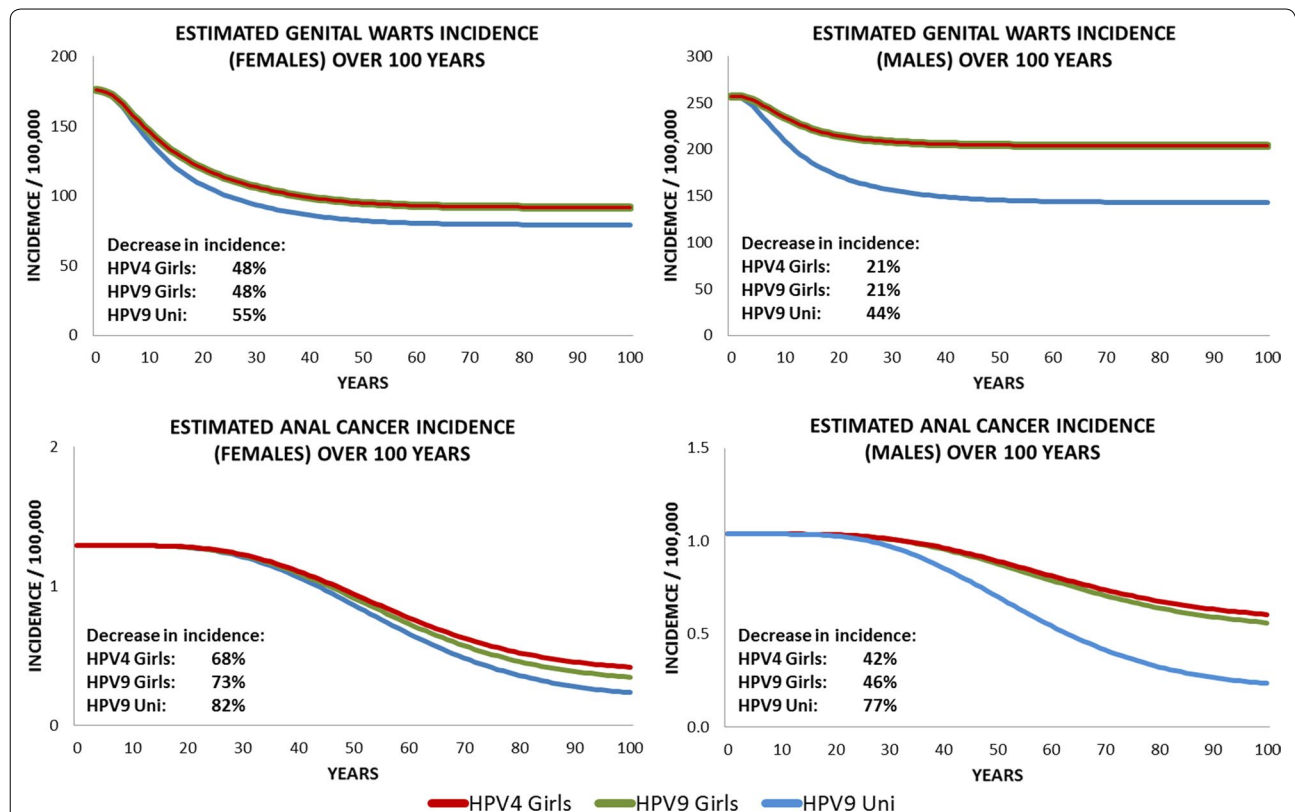 ESTIMATED GENITAL WARTS INCIDENCE
(FEMALES) OVER 100 YEARS
INCIDEMCE / 100,000
200
150
100
50
0
Decrease in incidence:
HPV4 Girls: 48%
HPV9 Girls: 48%
HPV9 Uni: 55%
0 10 20 30 40 50 60 70 80 90 100
YEARS
ESTIMATED GENITAL WARTS INCIDENCE
(MALES) OVER 100 YEARS
INCIDEMCE / 100,000
300
250
200
150
100
50
0
Decrease in incidence:
HPV4 Girls: 21%
HPV9 Girls: 21%
HPV9 Uni: 44%
0 10 20 30 40 50 60 70 80 90 100
YEARS
ESTIMATED ANAL CANCER INCIDENCE
(FEMALES) OVER 100 YEARS
INCIDEMCE / 100,000
2
1
0
Decrease in incidence:
HPV4 Girls: 68%
HPV9 Girls: 73%
HPV9 Uni: 82%
0 10 20 30 40 50 60 70 80 90 100
YEARS
ESTIMATED ANAL CANCER INCIDENCE
(MALES) OVER 100 YEARS
INCIDEMCE / 100,000
1.5
1.0
0.5
0.0
Decrease in incidence:
HPV4 Girls: 42%
HPV9 Girls: 46%
HPV9 Uni: 77%
0 10 20 30 40 50 60 70 80 90 100
YEARS
HPV4 Girls HPV9 Girls HPV9 Uni